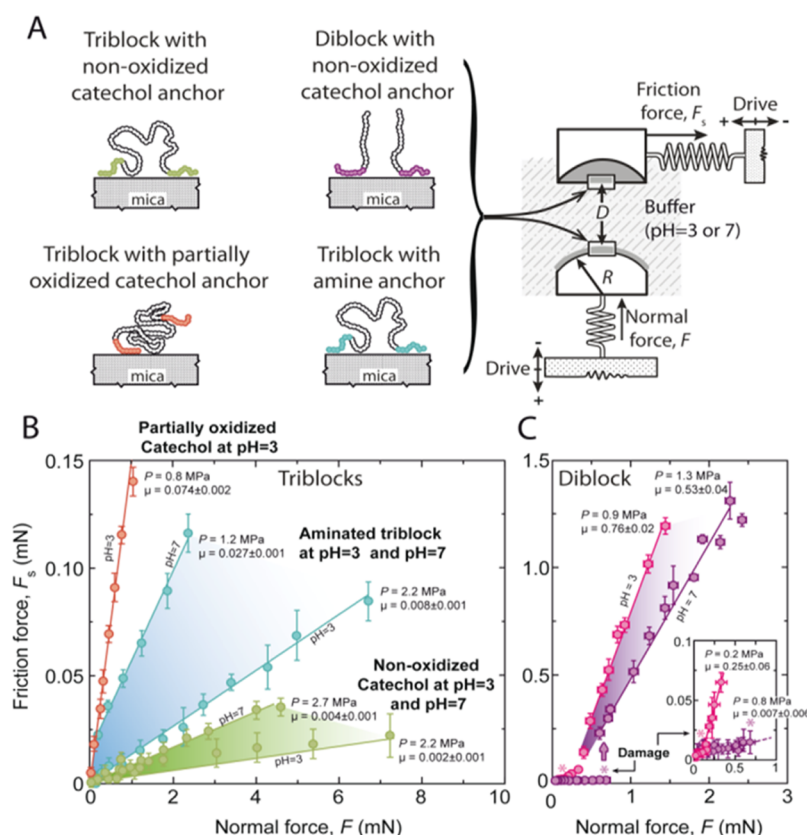 A
Triblock with
non-oxidized
catechol anchor
mica
Diblock with
non-oxidized
catechol anchor
mica
Triblock with partially
oxidized catechol anchor
mica
Triblock with
amine anchor
mica
Friction
force, Fs
Drive
+ -
D
Buffer
(pH=3 or 7)
R
Normal
force, F
Drive
-
+
B
Partially oxidized
Catechol at pH=3
Triblocks
P = 0.8 MPa
μ = 0.074±0.002
pH=3
P = 1.2 MPa
μ = 0.027±0.001
pH=7
Aminated triblock
at pH=3 and pH=7
P = 2.2 MPa
μ = 0.008±0.001
pH=3
Non-oxidized
Catechol at pH=3
and pH=7
P = 2.7 MPa
μ = 0.004±0.001
pH=7
P = 2.2 MPa
μ = 0.002±0.001
pH=3
Friction force, Fs (mN)
0.15
0.10
0.05
0.00
0 2 4 6 8 10
Normal force, F (mN)
C
Diblock
P = 1.3 MPa
μ = 0.53±0.04
P = 0.9 MPa
μ = 0.76±0.02
pH = 3
pH = 7
1.5
1.0
0.5
0.0
0 1 2 3
Normal force, F (mN)
Damage
*
*
0.1
0.05
0
0 0.5 1
P = 0.2 MPa
μ = 0.25±0.06
P = 0.8 MPa
μ = 0.007±0.006
*
*